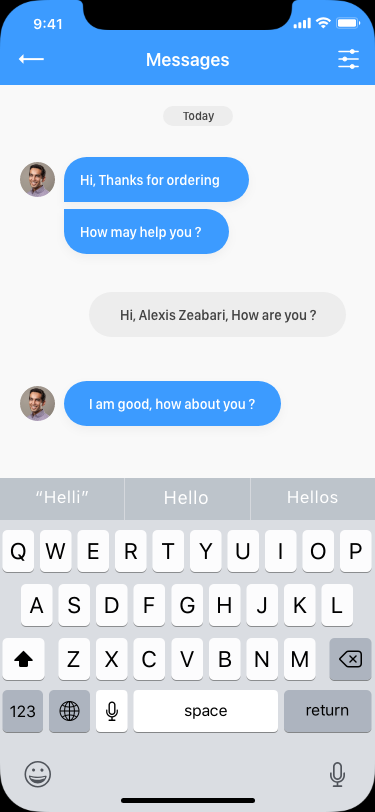 9:41
Messages
Today
Hi, Thanks for ordering
How may help you ?
Hi, Alexis Zeabari, How are you ?
I am good, how about you ?
“Helli” Hello Hellos
Q W E R T Y U I O P
A S D F G H J K L
Z X C V B N M
123 space return